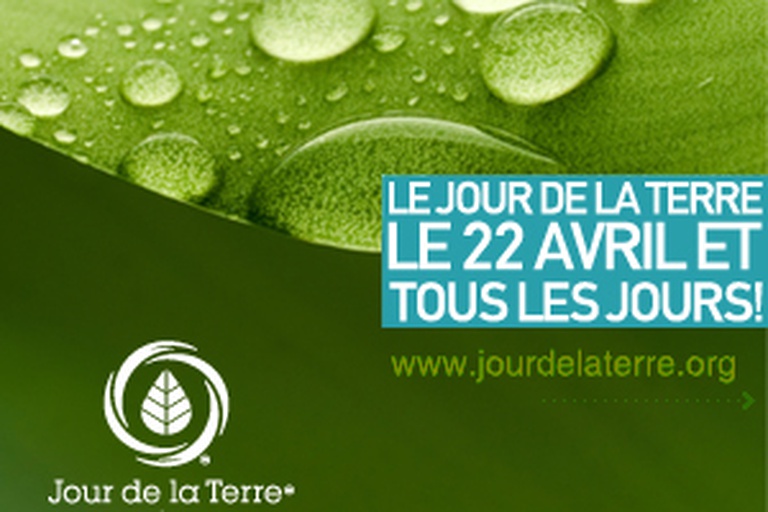 LE JOUR DE LA TERRE
LE 22 AVRIL ET
TOUS LES JOURS!
www.jourdelaterre.org
Jour de la Terre